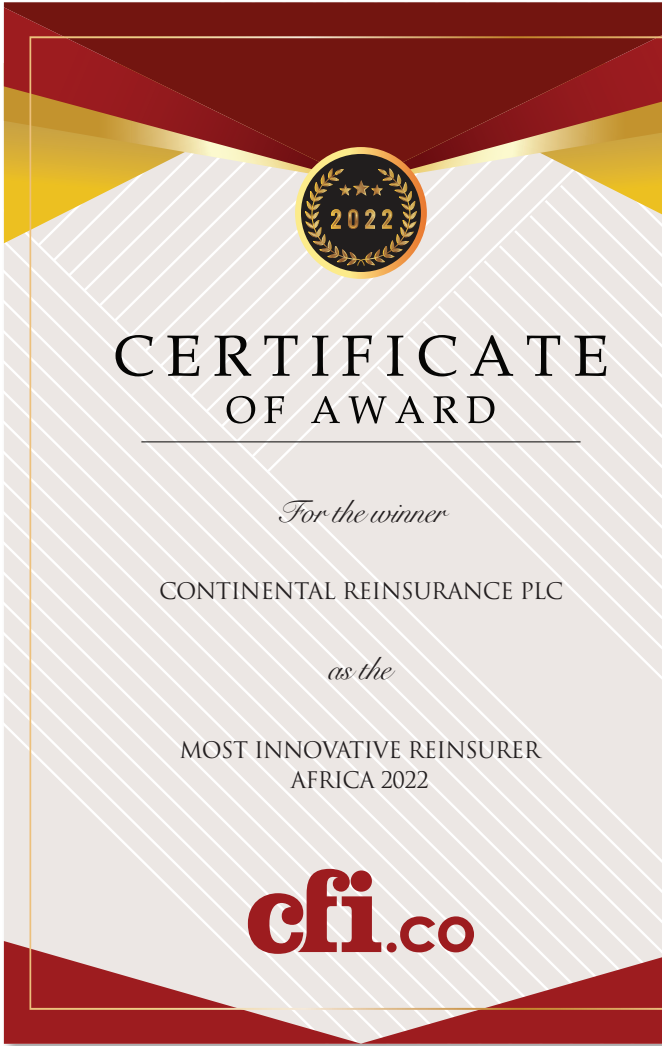 2022
CERTIFICATE
OF AWARD
For the winner
CONTINENTAL REINSURANCE PLC
as the
MOST INNOVATIVE REINSURER
AFRICA 2022
cfi.co